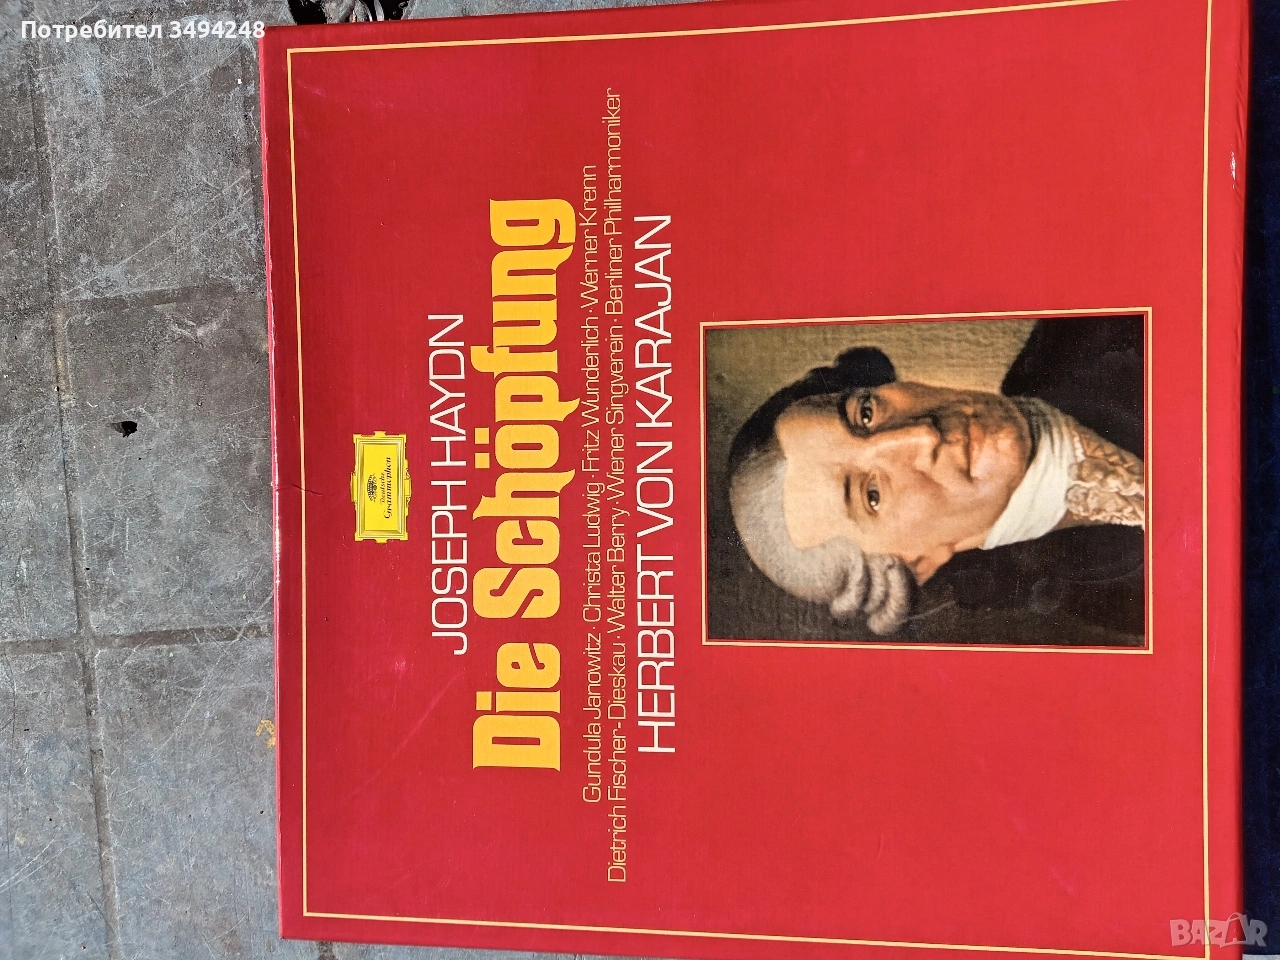 Потребител 3494248
Deutsche
Grammophon
JOSEPH HAYDN
Die Schöpfung
Gundula Janowitz · Christa Ludwig · Fritz Wunderlich · Werner Krenn
Dietrich Fischer-Dieskau · Walter Berry · Wiener Singverein · Berliner Philharmoniker
HERBERT VON KARAJAN
BAZAR